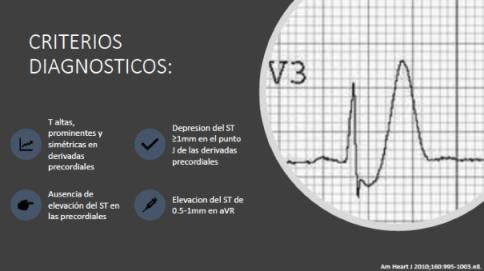 CRITERIOS
DIAGNOSTICOS:
V3
T altas,
prominentes y
simétricas en
derivadas
precordiales
Depresion del ST
≥1mm en el punto
J de las derivadas
precordiales
Ausencia de
elevación del ST en
las precordiales
Elevacion del ST de
0.5-1mm en aVR
Am Heart J 2010;160:995-1003.e8.